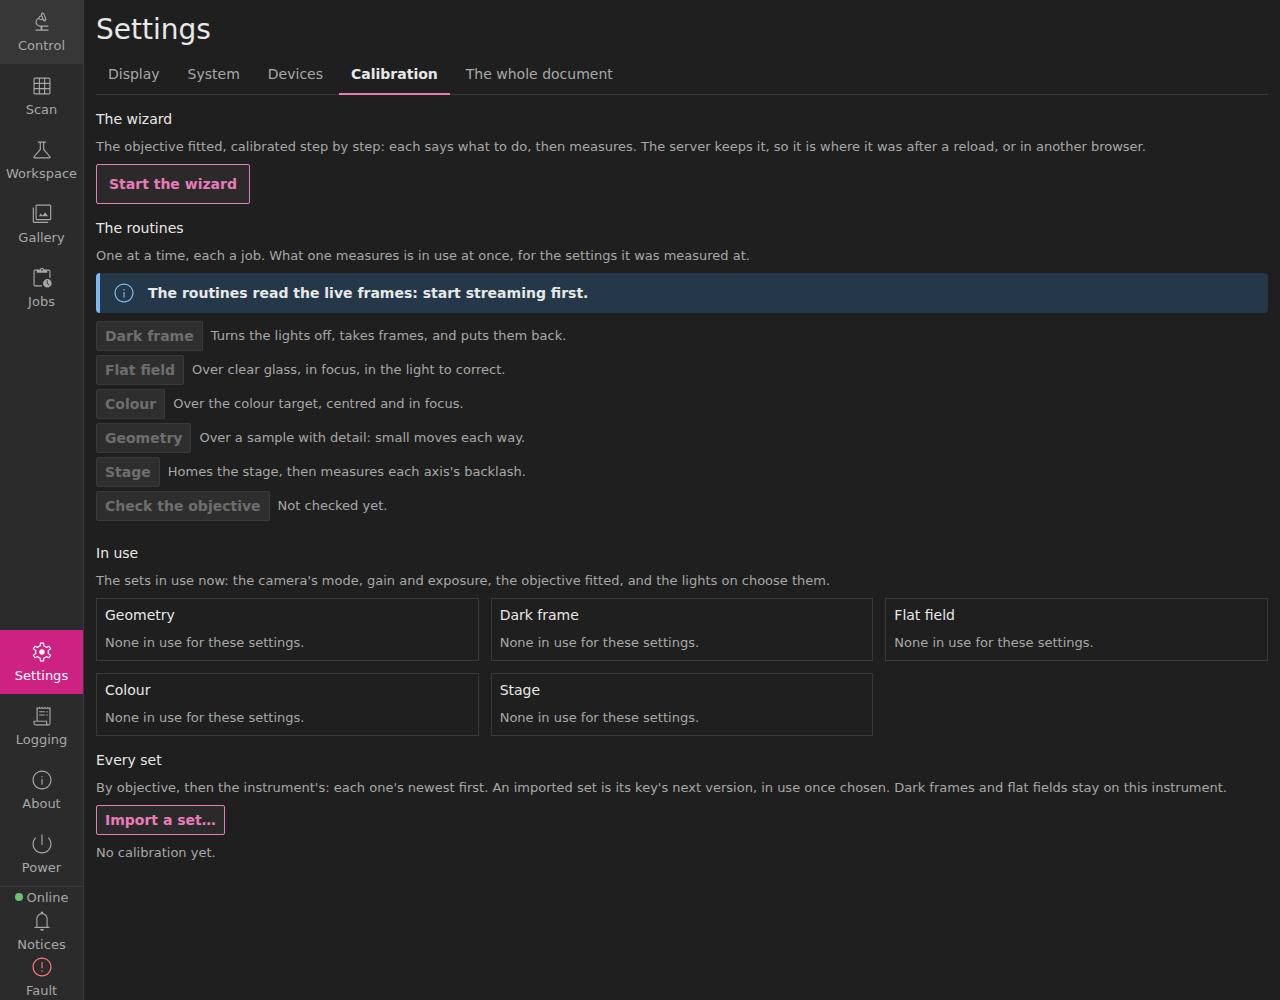 Settings
Control
Scan
Workspace
Gallery
Jobs
Settings
Logging
About
Power
Online
Notices
Fault
Display
System
Devices
Calibration
The whole document
The wizard
The objective fitted, calibrated step by step: each says what to do, then measures. The server keeps it, so it is where it was after a reload, or in another browser.
Start the wizard
The routines
One at a time, each a job. What one measures is in use at once, for the settings it was measured at.
The routines read the live frames: start streaming first.
Dark frame Turns the lights off, takes frames, and puts them back.
Flat field Over clear glass, in focus, in the light to correct.
Colour Over the colour target, centred and in focus.
Geometry Over a sample with detail: small moves each way.
Stage Homes the stage, then measures each axis's backlash.
Check the objective Not checked yet.
In use
The sets in use now: the camera's mode, gain and exposure, the objective fitted, and the lights on choose them.
Geometry
None in use for these settings.
Dark frame
None in use for these settings.
Flat field
None in use for these settings.
Colour
None in use for these settings.
Stage
None in use for these settings.
Every set
By objective, then the instrument's: each one's newest first. An imported set is its key's next version, in use once chosen. Dark frames and flat fields stay on this instrument.
Import a set...
No calibration yet.